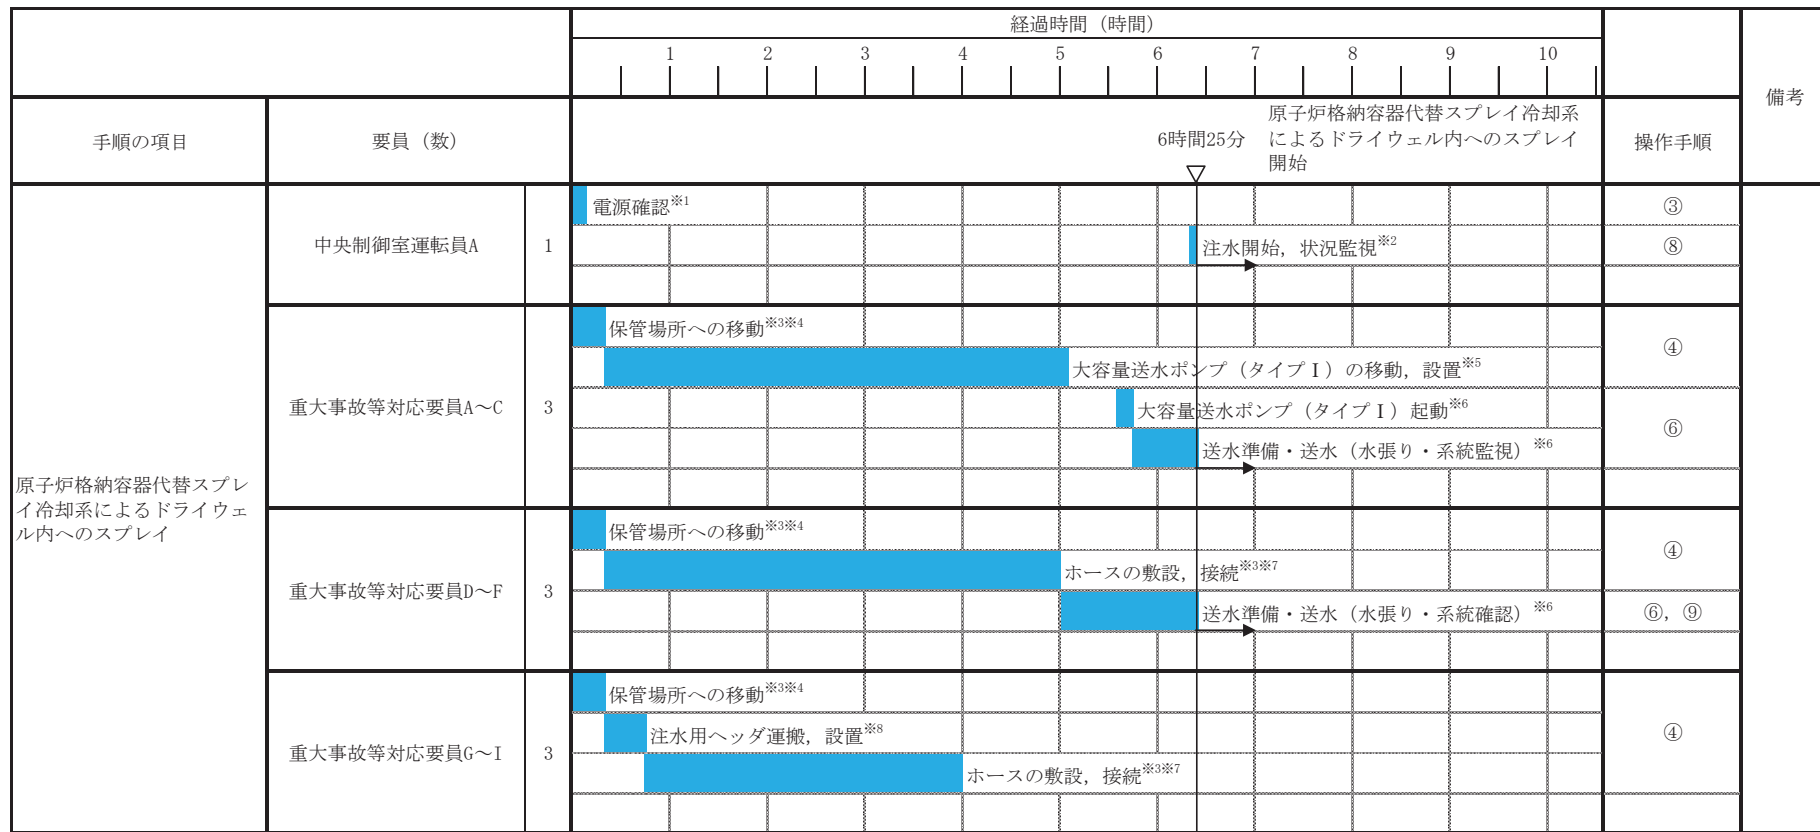 経過時間（時間）
1 2 3 4 5 6 7 8 9 10
備考
手順の項目
要員（数）
6時間25分
原子炉格納容器代替スプレイ冷却系
によるドライウェル内へのスプレイ
開始
操作手順
原子炉格納容器代替スプレ
イ冷却系によるドライウェ
ル内へのスプレイ
中央制御室運転員A
1
電源確認※1
③
注水開始，状況監視※2
⑧
重大事故等対応要員A～C
3
保管場所への移動※3※4
④
大容量送水ポンプ（タイプⅠ）の移動，設置※5
大容量送水ポンプ（タイプⅠ）起動※6
⑥
送水準備・送水（水張り・系統監視）※6
重大事故等対応要員D～F
3
保管場所への移動※3※4
④
ホースの敷設，接続※3※7
送水準備・送水（水張り・系統確認）※6
⑥，⑨
重大事故等対応要員G～I
3
保管場所への移動※3※4
④
注水用ヘッダ運搬，設置※8
ホースの敷設，接続※3※7